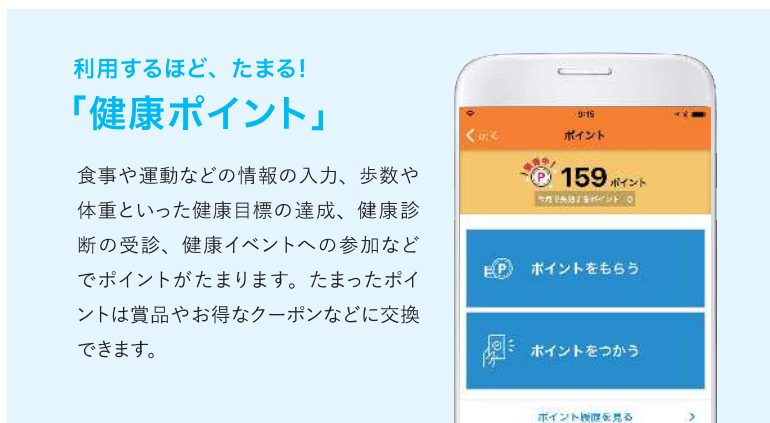 利用するほど、たまる!
「健康ポイント」
食事や運動などの情報の入力、歩数や
体重といった健康目標の達成、健康診
断の受診、健康イベントへの参加など
でポイントがたまります。たまったポイ
ントは賞品やお得なクーポンなどに交換
できます。
9:15
ポイント
P
159ポイント
P
ポイントをもらう
ポイントをつかう
ポイント履歴を見る